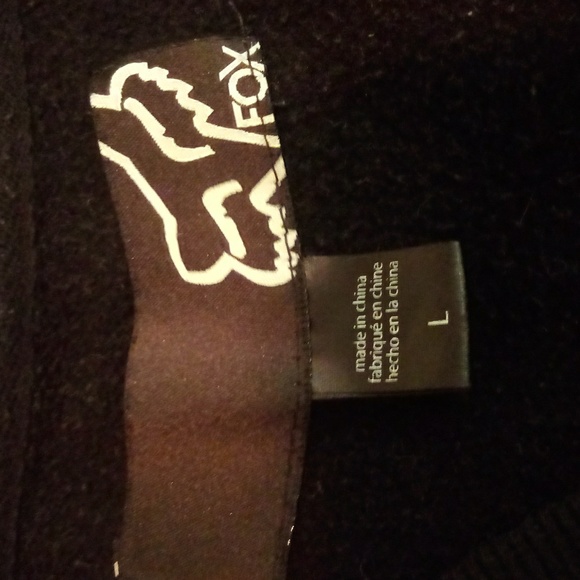 FOX
made in china
fabriqué en chine
hecho en la china
L